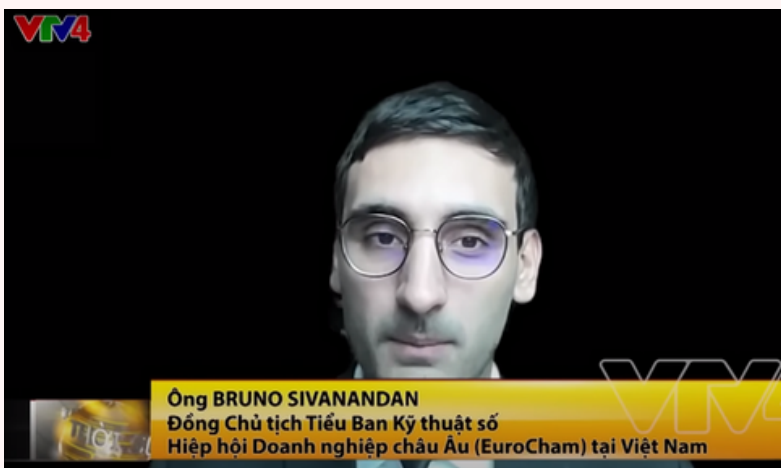 VTV4
Ông BRUNO SIVANANDAN
Đồng Chủ tịch Tiểu Ban Kỹ thuật số
Hiệp hội Doanh nghiệp châu Âu (EuroCham) tại Việt Nam
VTV4